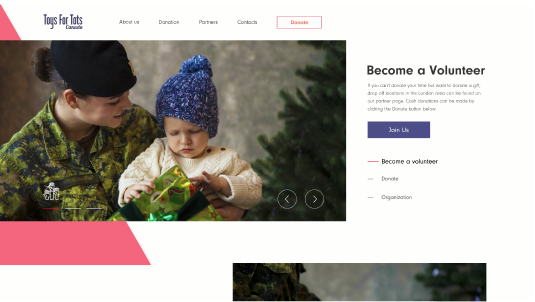 Toys For Tots
Canada
About us
Donation
Partners
Contacts
Donate
Become a Volunteer
If you can't donate your time but want to donate a gift,
drop off locations in the London area can be found on
our partner page. Cash donations can be made by
clicking the Donate button below.
Join Us
Become a volunteer
Donate
Organization